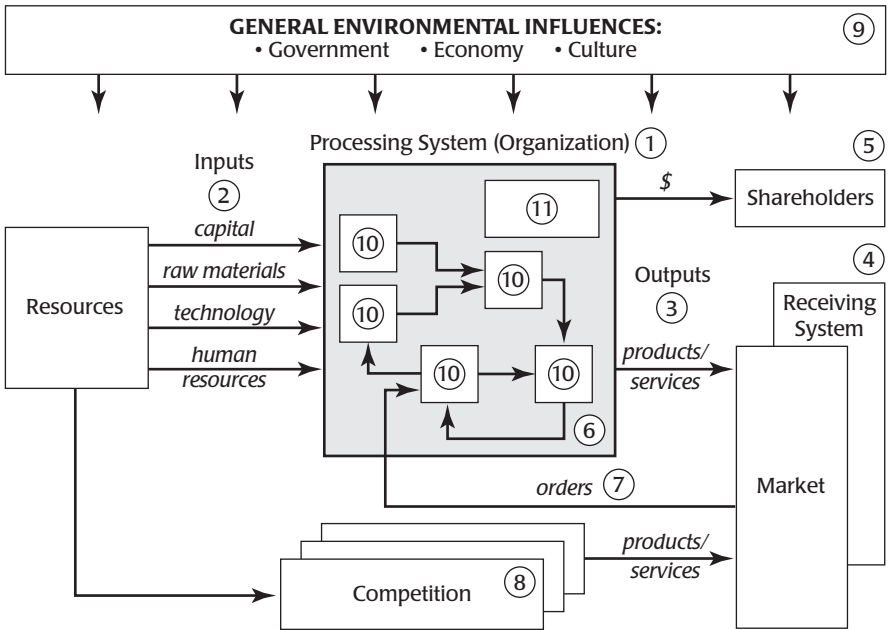 GENERAL ENVIRONMENTAL INFLUENCES:
• Government • Economy • Culture
9
Processing System (Organization) 1
Inputs
2
capital
raw materials
technology
human
resources
Resources
10
10
10
10
10
11
6
$
5
Shareholders
4
Receiving
System
Outputs
3
products/
services
orders 7
Market
products/
services
Competition 8